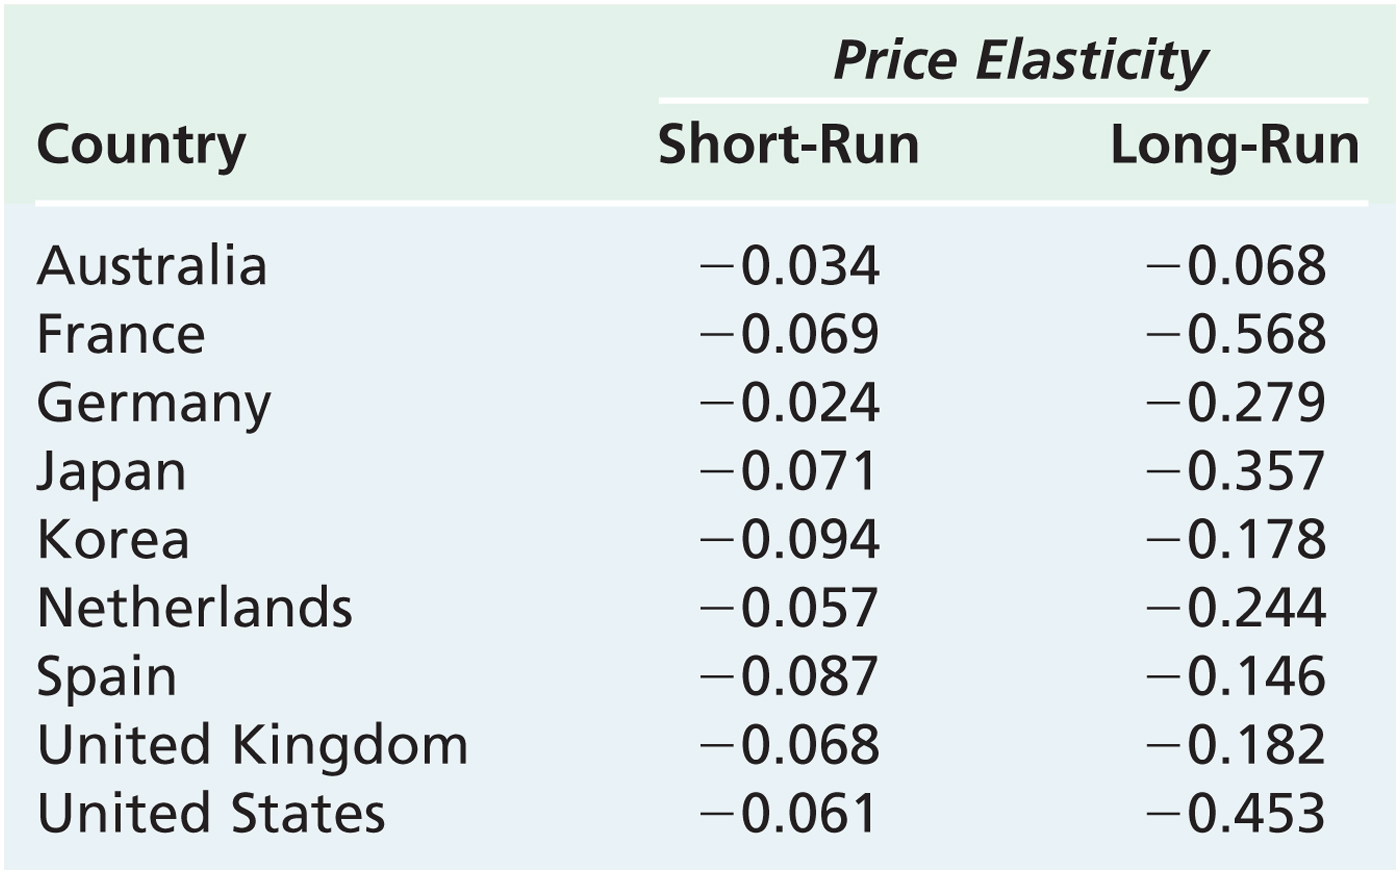 Price Elasticity
Country Short-Run Long-Run
Australia −0.034 −0.068
France −0.069 −0.568
Germany −0.024 −0.279
Japan −0.071 −0.357
Korea −0.094 −0.178
Netherlands −0.057 −0.244
Spain −0.087 −0.146
United Kingdom −0.068 −0.182
United States −0.061 −0.453